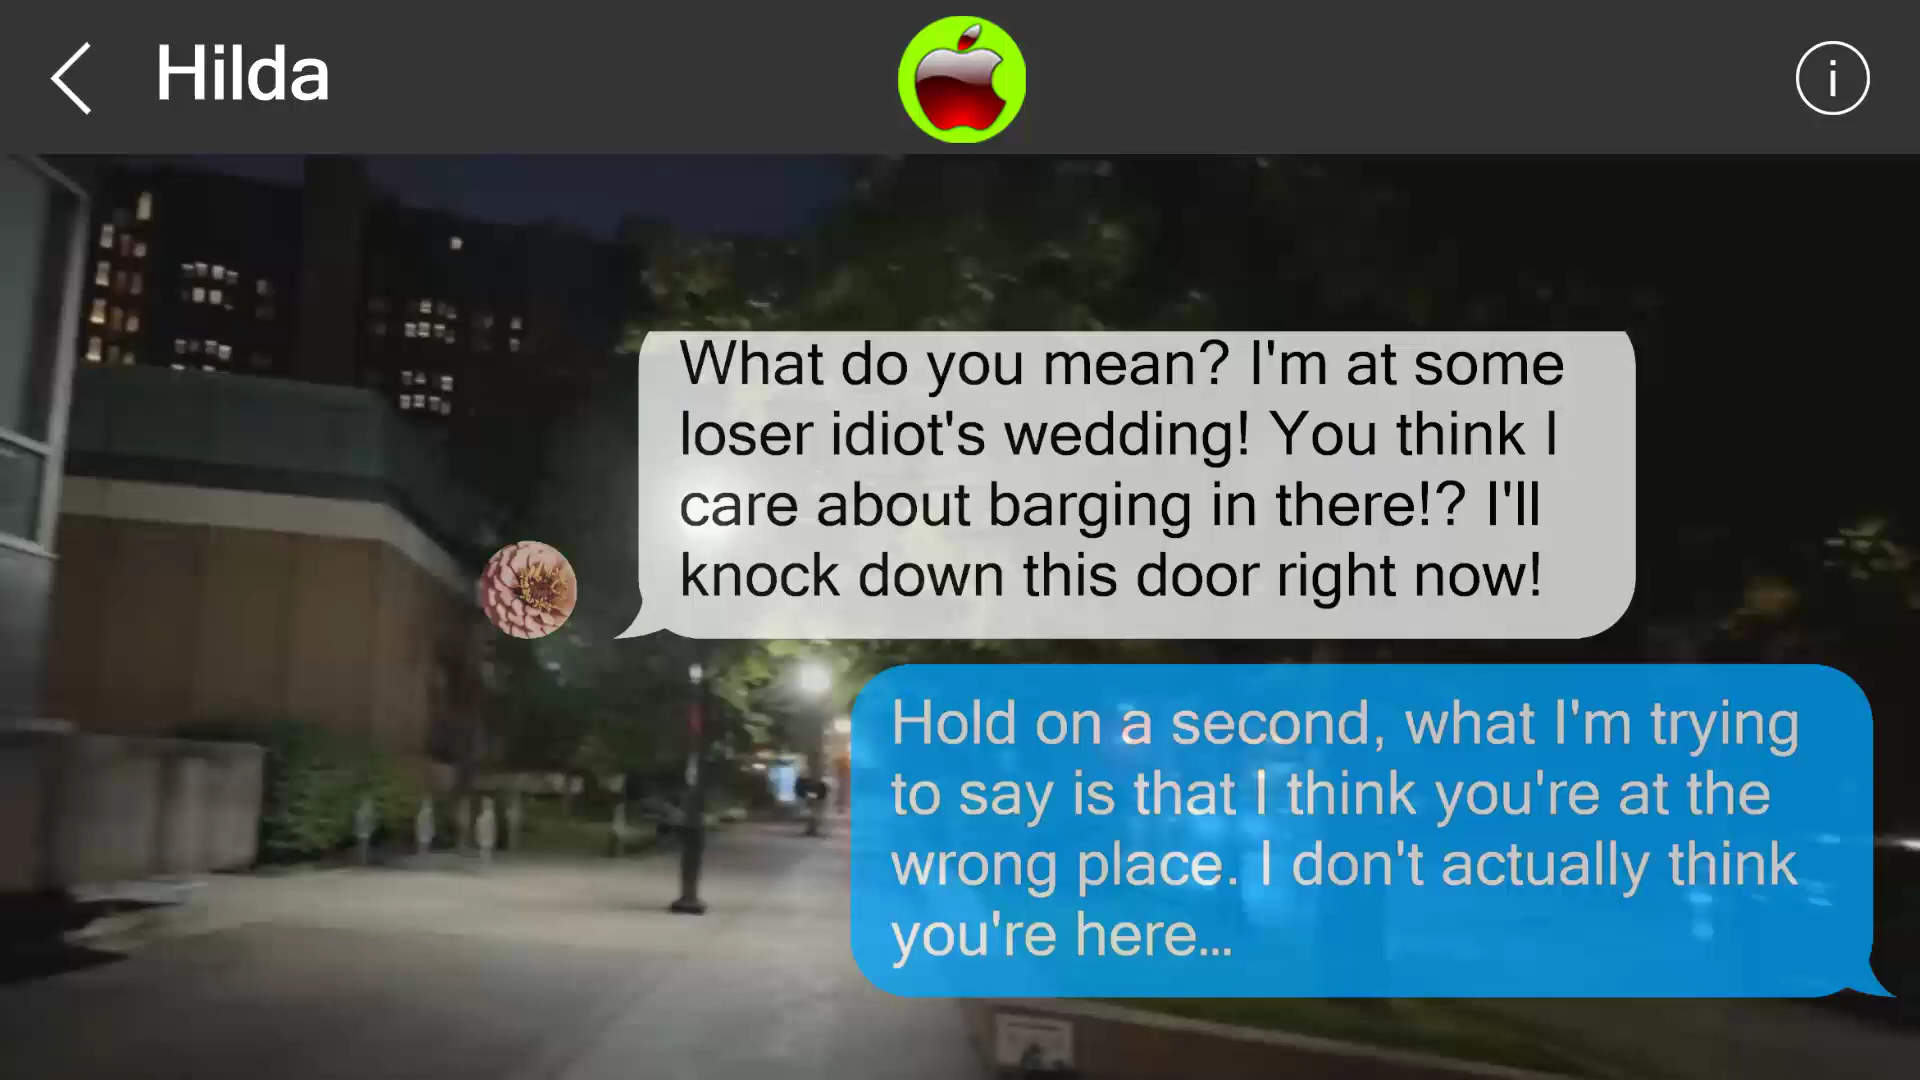 Hilda
i
What do you mean? I'm at some
loser idiot's wedding! You think I
care about barging in there!? I'll
knock down this door right now!
Hold on a second, what I'm trying
to say is that I think you're at the
wrong place. I don't actually think
you're here...